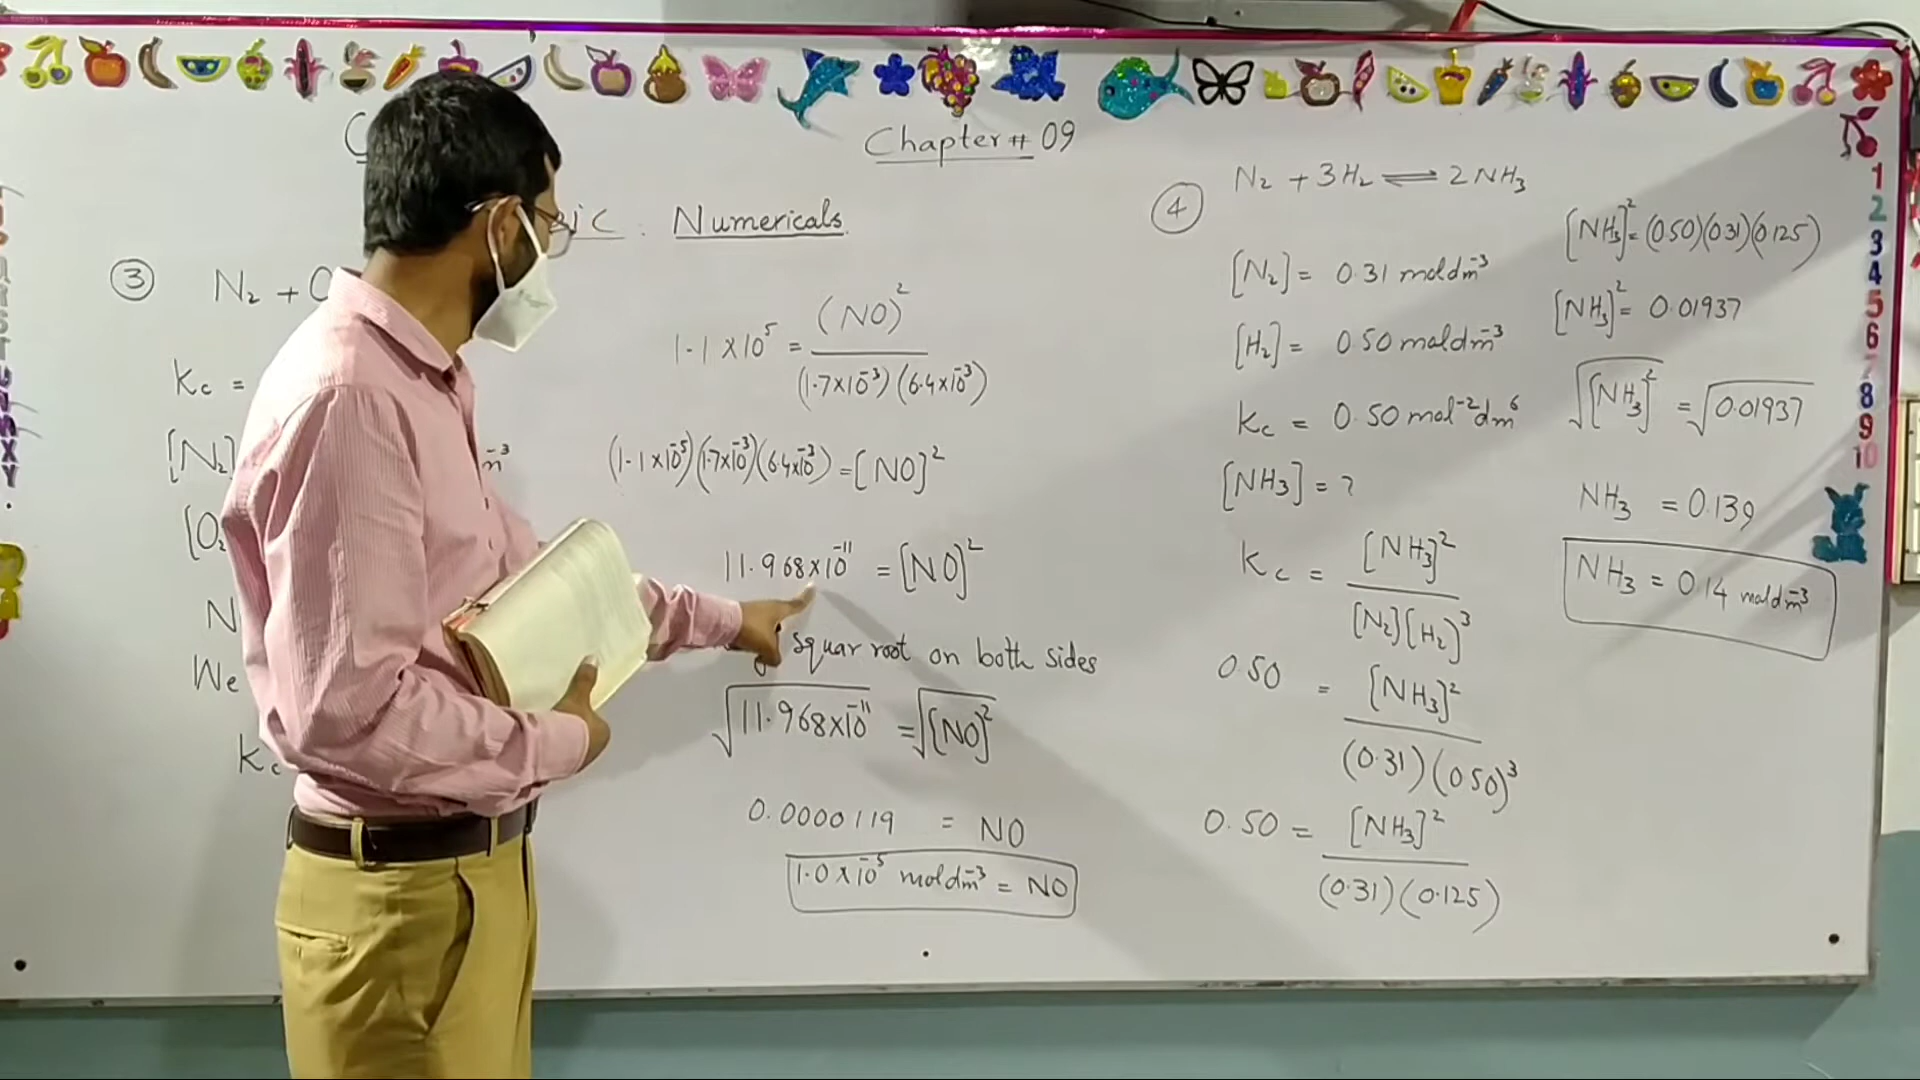 Chapter # 09
Numericals
③ N₂ + O
Kc =
[N₂]
m⁻³
[O₂
N
We
Kc
1.1 × 10⁵ = (NO)² / (1.7×10⁻³)(6.4×10⁻³)
(1.1×10⁻⁵)(1.7×10⁻³)(6.4×10⁻³) = [NO]²
11.968×10⁻¹¹ = [NO]²
squar root on both sides
√11.968×10⁻¹¹ = √[NO]²
0.0000119 = NO
1.0×10⁻⁵ moldm⁻³ = NO
④ N₂ + 3H₂ ⇌ 2NH₃
[N₂] = 0.31 moldm⁻³
[H₂] = 0.50 moldm⁻³
Kc = 0.50 mol⁻²dm⁶
[NH₃] = ?
Kc = [NH₃]² / [N₂][H₂]³
0.50 = [NH₃]² / (0.31)(0.50)³
0.50 = [NH₃]² / (0.31)(0.125)
[NH₃]² = (0.50)(0.31)(0.125)
[NH₃]² = 0.01937
√[NH₃]² = √0.01937
NH₃ = 0.139
NH₃ = 0.14 moldm⁻³
1
2
3
4
5
6
8
9
10